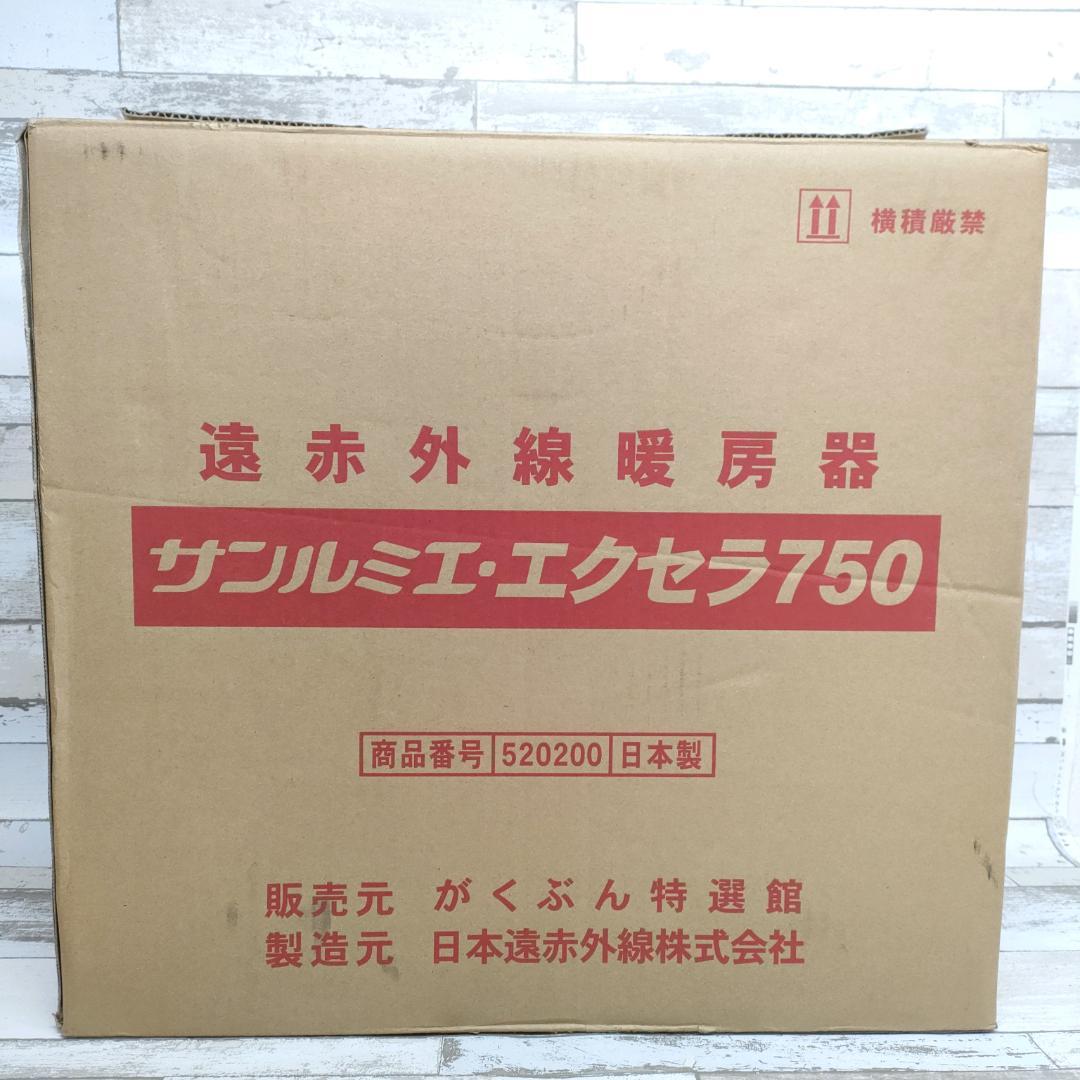 横積厳禁
遠赤外線暖房器
サンルミエ・エクセラ750
商品番号 520200 日本製
販売元 がくぶん特選館
製造元 日本遠赤外線株式会社